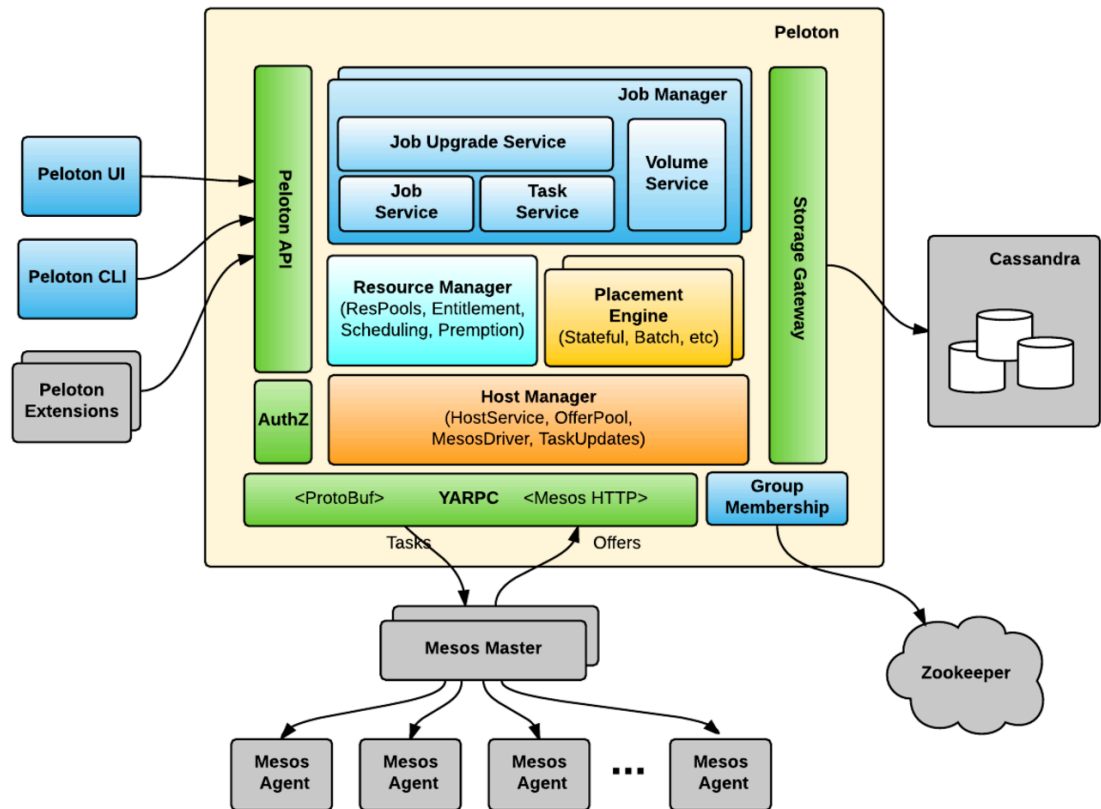 Peloton
Job Manager
Job Upgrade Service
Job
Service
Task
Service
Volume
Service
Peloton UI
Peloton CLI
Peloton
Extensions
Peloton API
AuthZ
Resource Manager
(ResPools, Entitlement,
Scheduling, Premption)
Placement
Engine
(Stateful, Batch, etc)
Host Manager
(HostService, OfferPool,
MesosDriver, TaskUpdates)
Storage Gateway
Cassandra
<ProtoBuf> YARPC <Mesos HTTP>
Group
Membership
Tasks
Offers
Mesos Master
Zookeeper
Mesos
Agent
Mesos
Agent
Mesos
Agent
...
Mesos
Agent